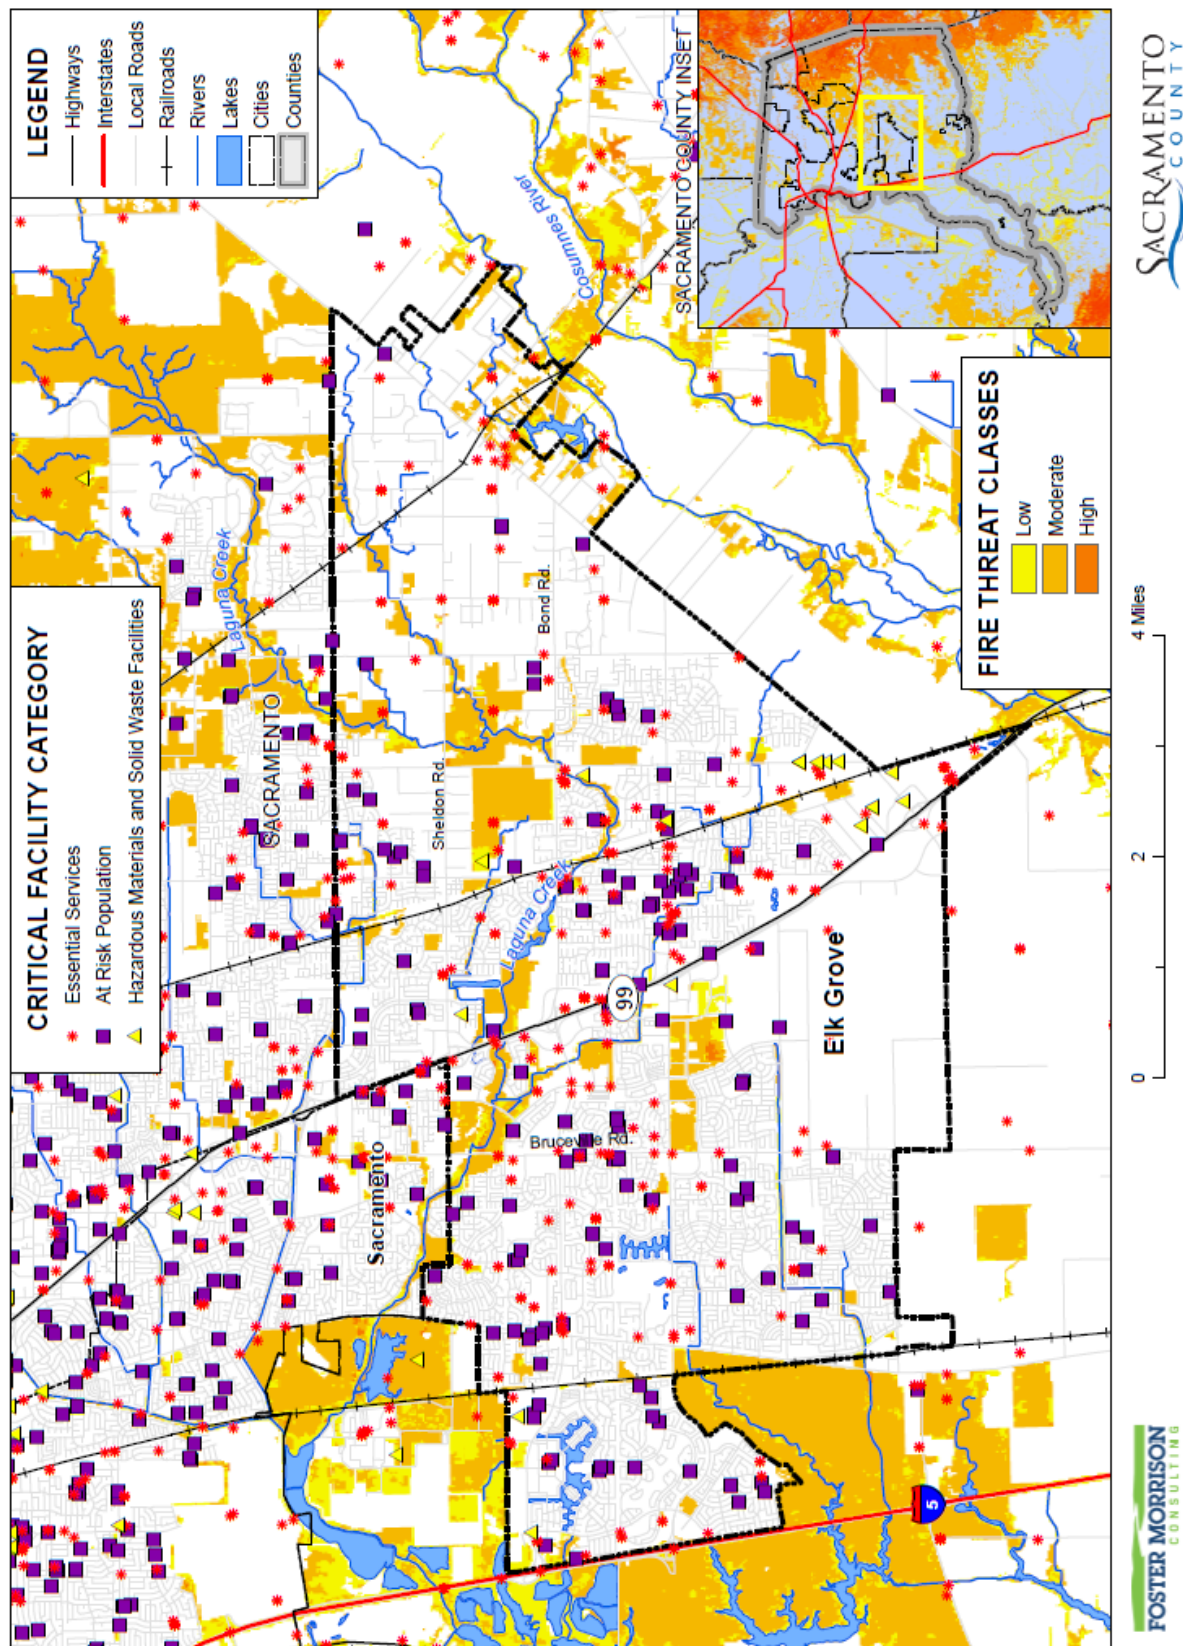 LEGEND
Highways
Interstates
Local Roads
Railroads
Rivers
Lakes
Cities
Counties
CRITICAL FACILITY CATEGORY
Essential Services
At Risk Population
Hazardous Materials and Solid Waste Facilities
FIRE THREAT CLASSES
Low
Moderate
High
SACRAMENTO COUNTY INSET
Cosumnes River
Laguna Creek
SACRAMENTO
Sheldon Rd.
Bond Rd.
Laguna Creek
99
Elk Grove
Bruceville Rd.
Sacramento
5
0
2
4 Miles
FOSTER MORRISON
CONSULTING
SACRAMENTO
COUNTY